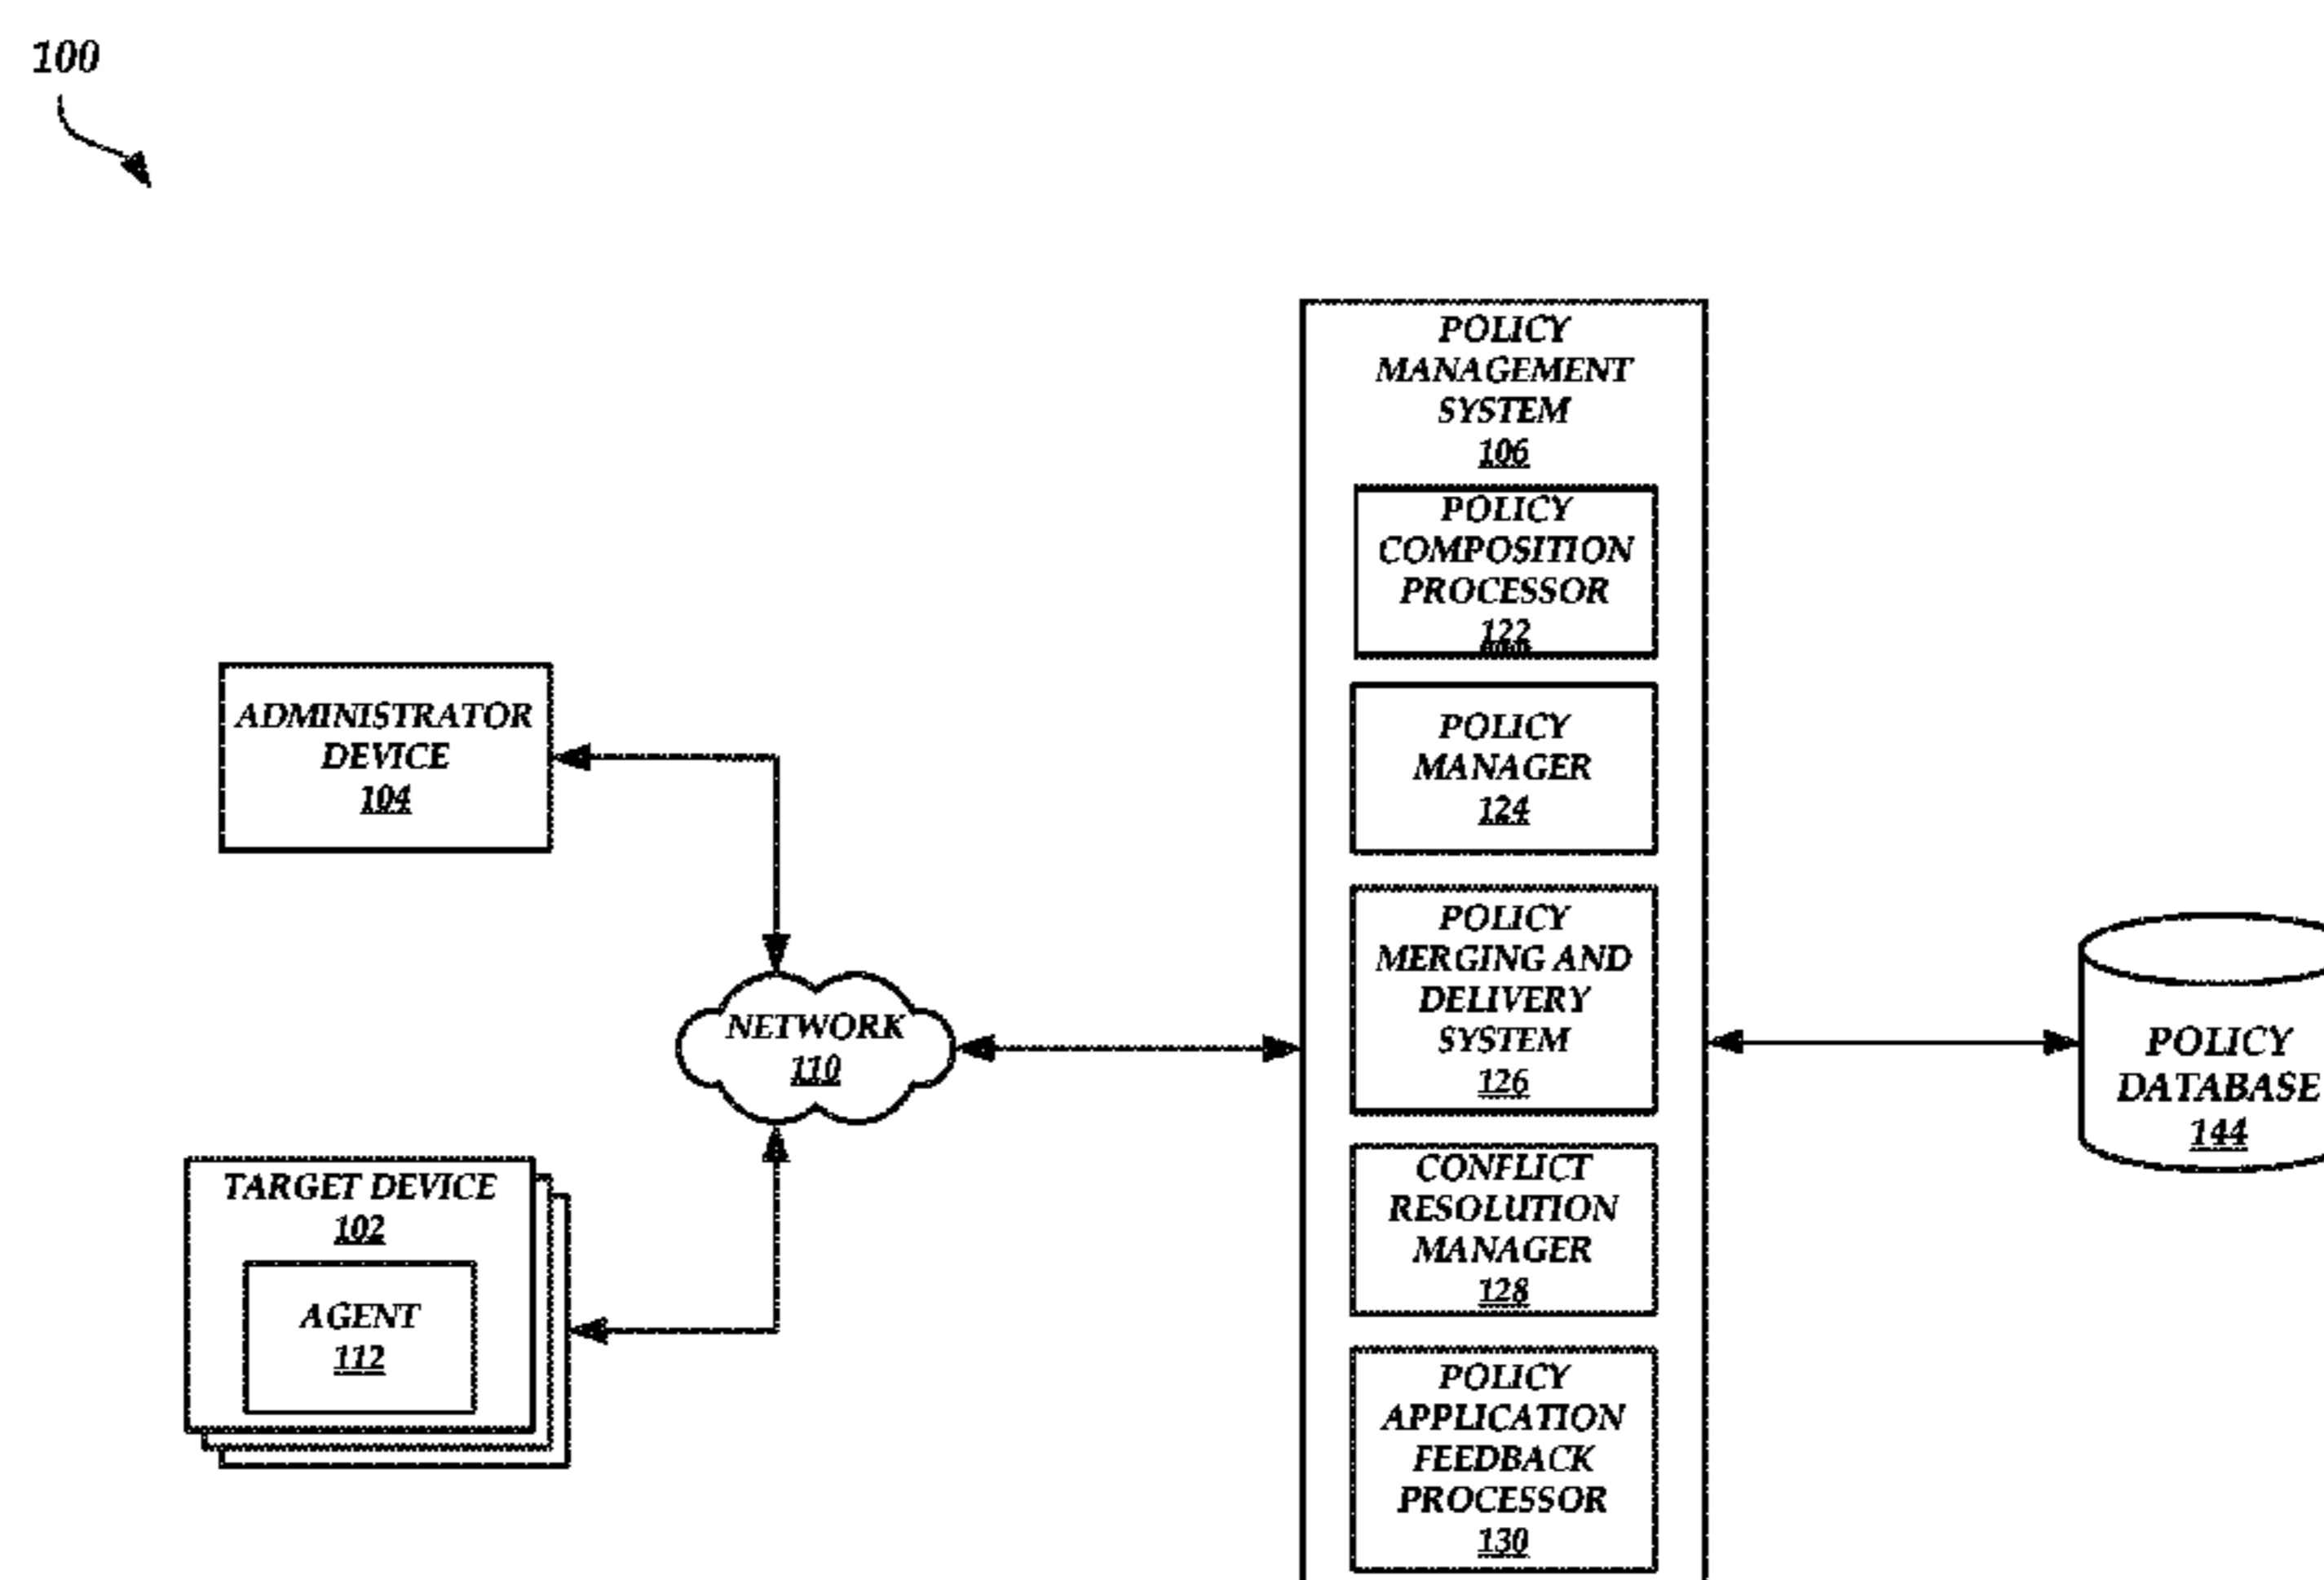 100
POLICY
MANAGEMENT
SYSTEM
106
POLICY
COMPOSITION
PROCESSOR
122
ADMINISTRATOR
DEVICE
104
POLICY
MANAGER
124
POLICY
MERGING AND
DELIVERY
SYSTEM
126
NETWORK
110
POLICY
DATABASE
144
TARGET DEVICE
102
AGENT
112
CONFLICT
RESOLUTION
MANAGER
128
POLICY
APPLICATION
FEEDBACK
PROCESSOR
130